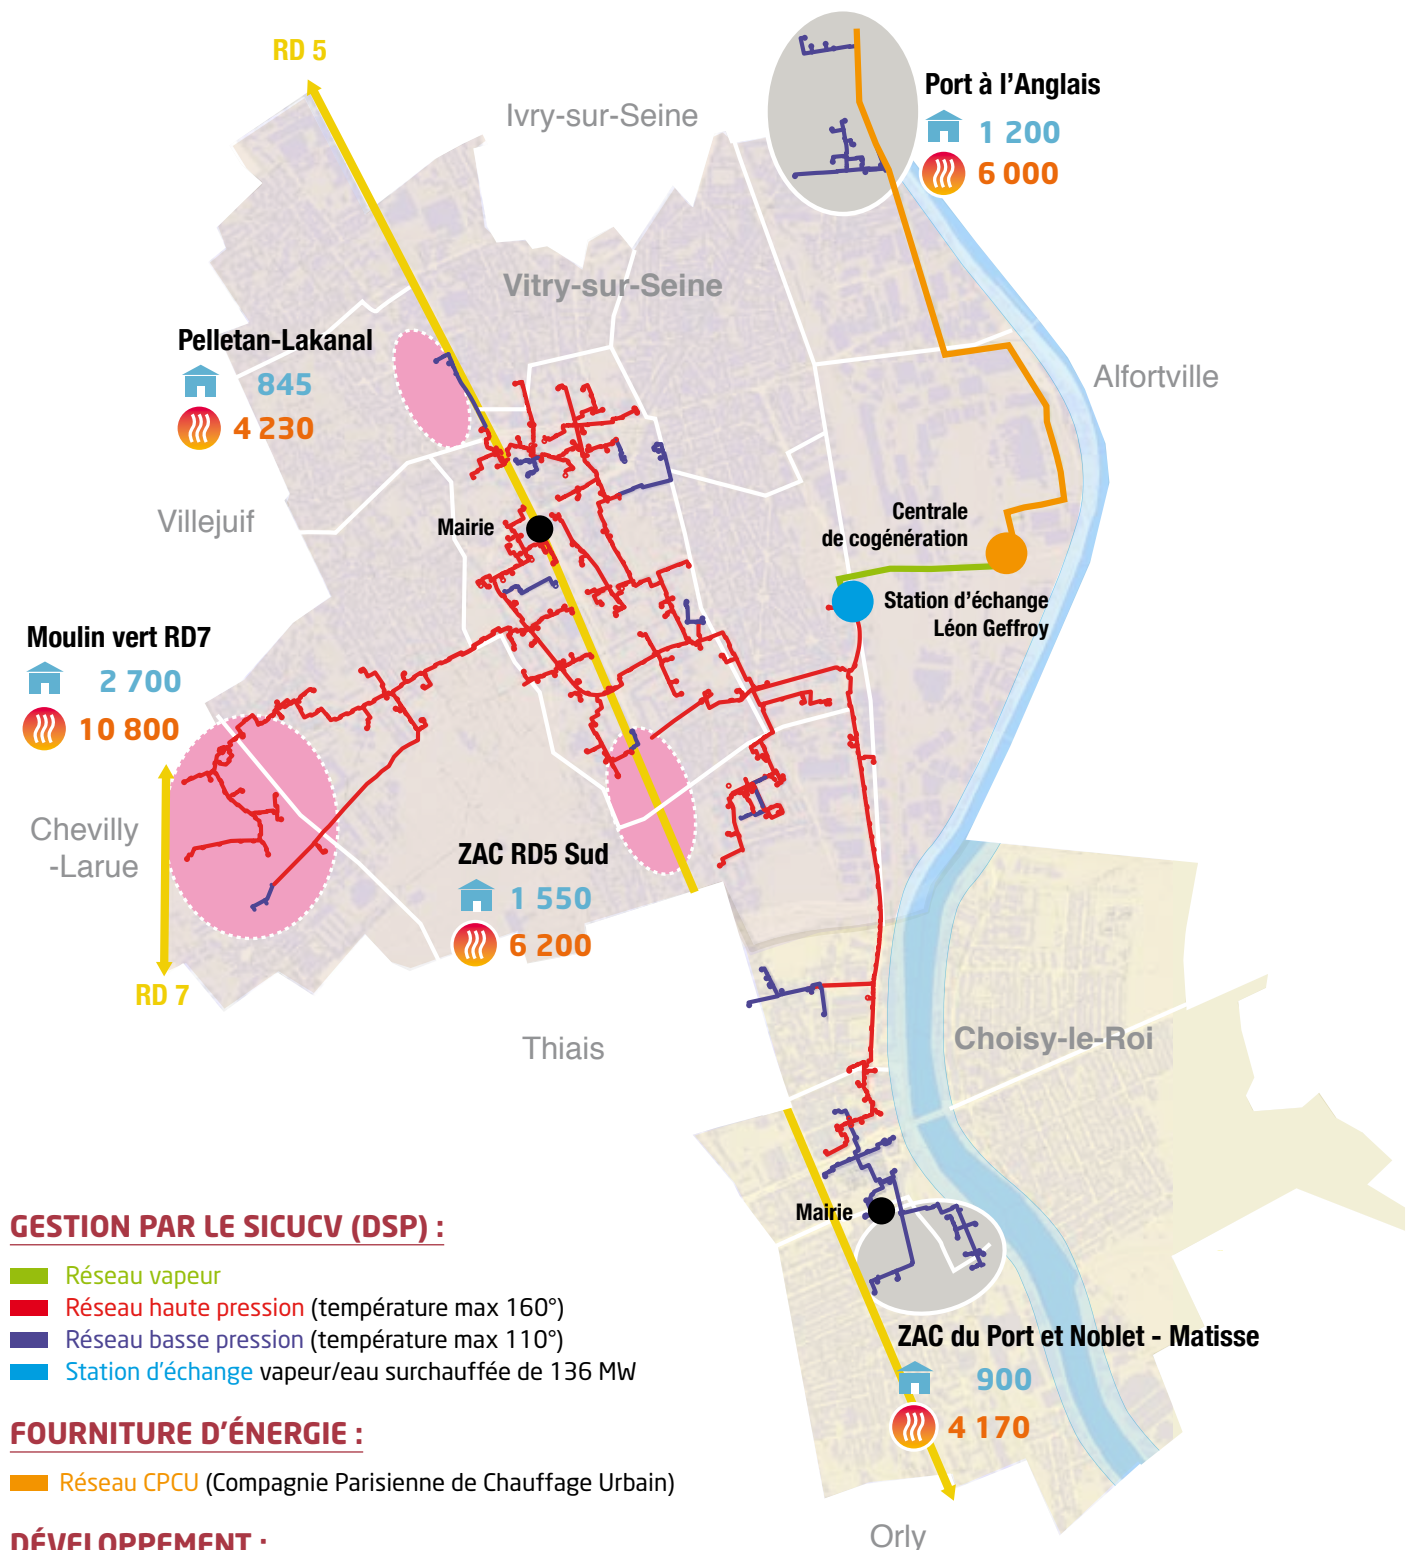 RD 5
Ivry-sur-Seine
Port à l'Anglais
1 200
6 000
Vitry-sur-Seine
Pelletan-Lakanal
845
4 230
Alfortville
Villejuif
Mairie
Centrale
de cogénération
Station d'échange
Léon Geffroy
Moulin vert RD7
2 700
10 800
Chevilly
-Larue
ZAC RD5 Sud
1 550
6 200
RD 7
Thiais
Choisy-le-Roi
Mairie
ZAC du Port et Noblet - Matisse
900
4 170
Orly
GESTION PAR LE SICUCV (DSP) :
Réseau vapeur
Réseau haute pression (température max 160°)
Réseau basse pression (température max 110°)
Station d'échange vapeur/eau surchauffée de 136 MW
FOURNITURE D'ÉNERGIE :
Réseau CPCU (Compagnie Parisienne de Chauffage Urbain)
DÉVELOPPEMENT :